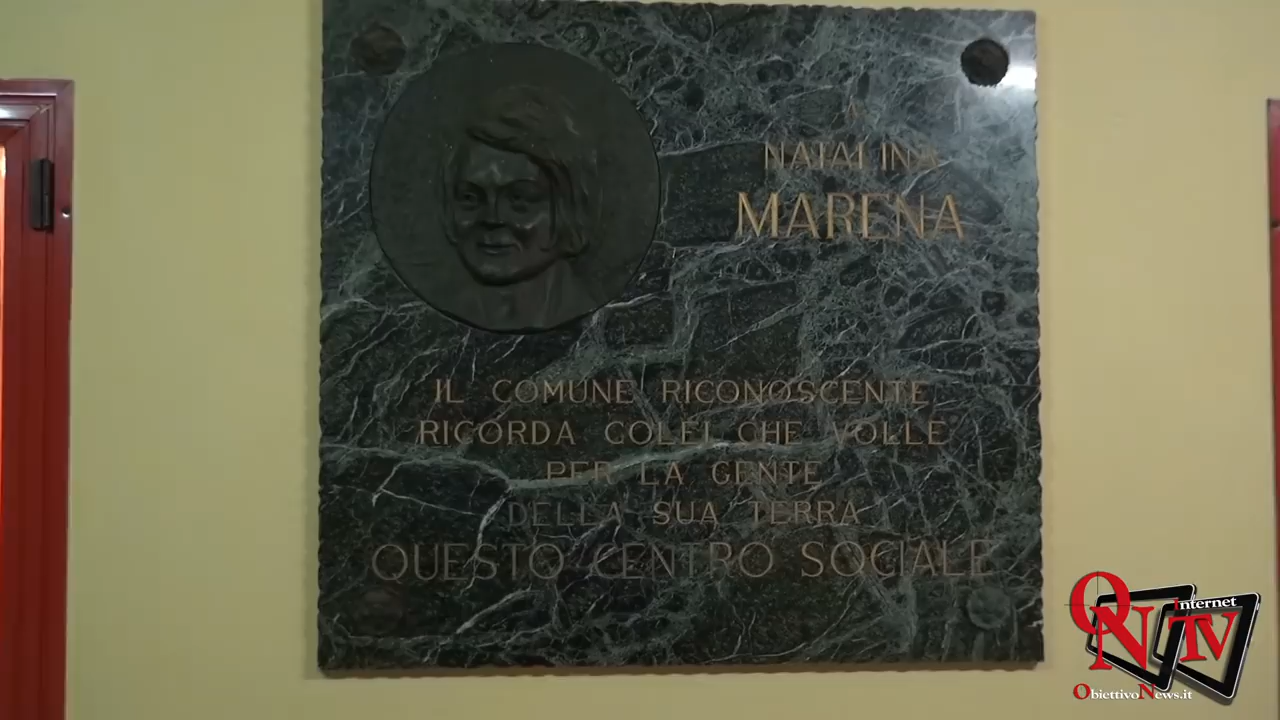 A
NATALINA
MARENA
IL COMUNE RICONOSCENTE
RICORDA COLEI CHE VOLLE
PER LA GENTE
DELLA SUA TERRA
QUESTO CENTRO SOCIALE
ON
Internet
TV
ObiettivoNews.it